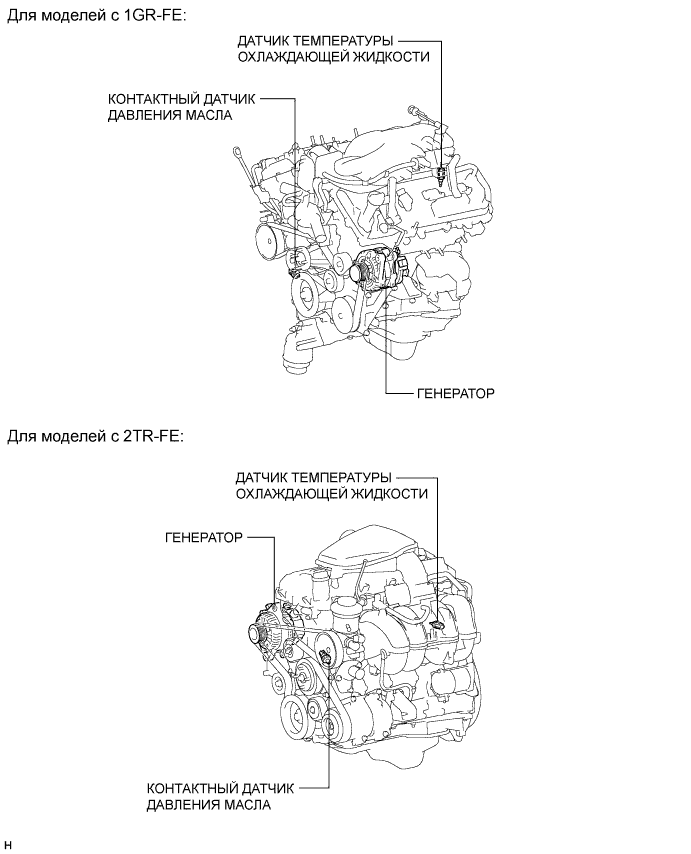 Для моделей с 1GR-FE:
ДАТЧИК ТЕМПЕРАТУРЫ
ОХЛАЖДАЮЩЕЙ ЖИДКОСТИ
КОНТАКТНЫЙ ДАТЧИК
ДАВЛЕНИЯ МАСЛА
ГЕНЕРАТОР
Для моделей с 2TR-FE:
ДАТЧИК ТЕМПЕРАТУРЫ
ОХЛАЖДАЮЩЕЙ ЖИДКОСТИ
ГЕНЕРАТОР
КОНТАКТНЫЙ ДАТЧИК
ДАВЛЕНИЯ МАСЛА
H